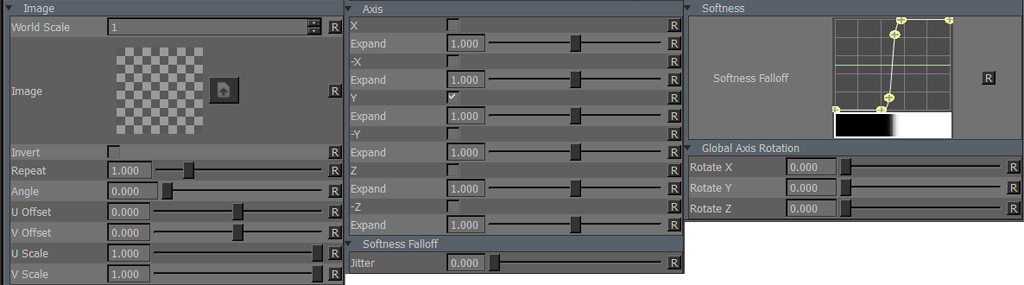 Image
World Scale 1 R
Image R
Invert R
Repeat 1.000 R
Angle 0.000 R
U Offset 0.000 R
V Offset 0.000 R
U Scale 1.000 R
V Scale 1.000 R
Axis
X R
Expand 1.000 R
-X R
Expand 1.000 R
Y R
Expand 1.000 R
-Y R
Expand 1.000 R
Z R
Expand 1.000 R
-Z R
Expand 1.000 R
Softness Falloff
Jitter 0.000 R
Softness
Softness Falloff R
Global Axis Rotation
Rotate X 0.000 R
Rotate Y 0.000 R
Rotate Z 0.000 R